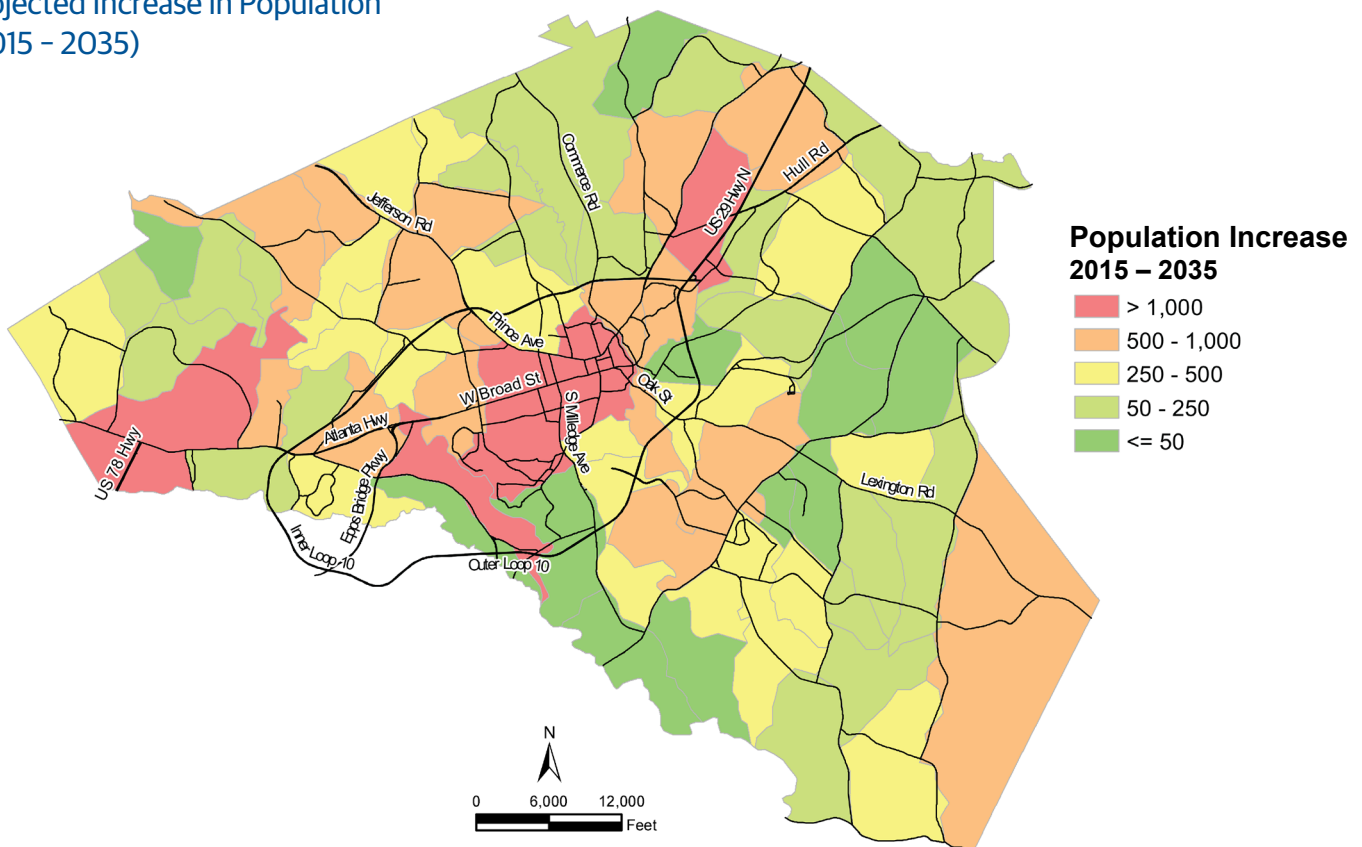 ojected Increase in Population
015 – 2035)
Commerce Rd
Hull Rd
US 29 Hwy N
Jefferson Rd
Prince Ave
W Broad St
Oak St
S Milledge Ave
Atlanta Hwy
US 78 Hwy
Epps Bridge Pkwy
Lexington Rd
Inner Loop 10
Outer Loop 10
Population Increase
2015 – 2035
> 1,000
500 - 1,000
250 - 500
50 - 250
<= 50
N
0 6,000 12,000
Feet